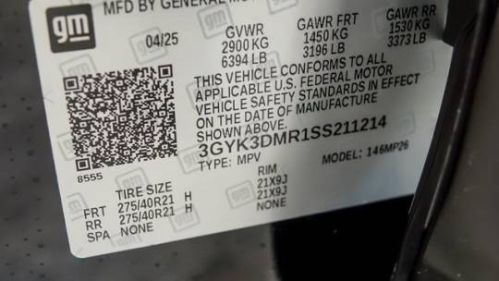 MFD BY GENERAL MOTORS
gm
04/25
GVWR GAWR FRT GAWR RR
2900 KG 1450 KG 1530 KG
6394 LB 3196 LB 3373 LB
THIS VEHICLE CONFORMS TO ALL
APPLICABLE U.S. FEDERAL MOTOR
VEHICLE SAFETY STANDARDS IN EFFECT
ON THE DATE OF MANUFACTURE
SHOWN ABOVE.
3GYK3DMR1SS211214
TYPE: MPV MODEL: 146MP26
8555
TIRE SIZE RIM
FRT 275/40R21 H 21X9J
RR 275/40R21 H 21X9J
SPA NONE NONE